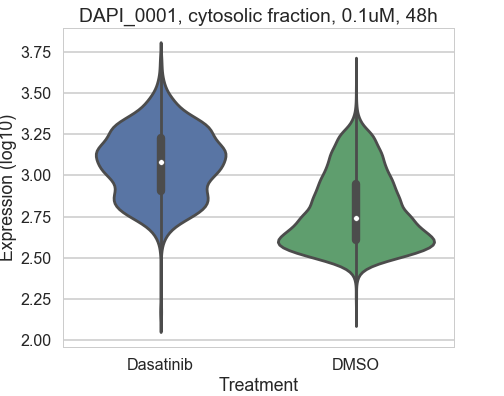 DAPI_0001, cytosolic fraction, 0.1uM, 48h
Expression (log10)
3.75
3.50
3.25
3.00
2.75
2.50
2.25
2.00
Dasatinib
DMSO
Treatment